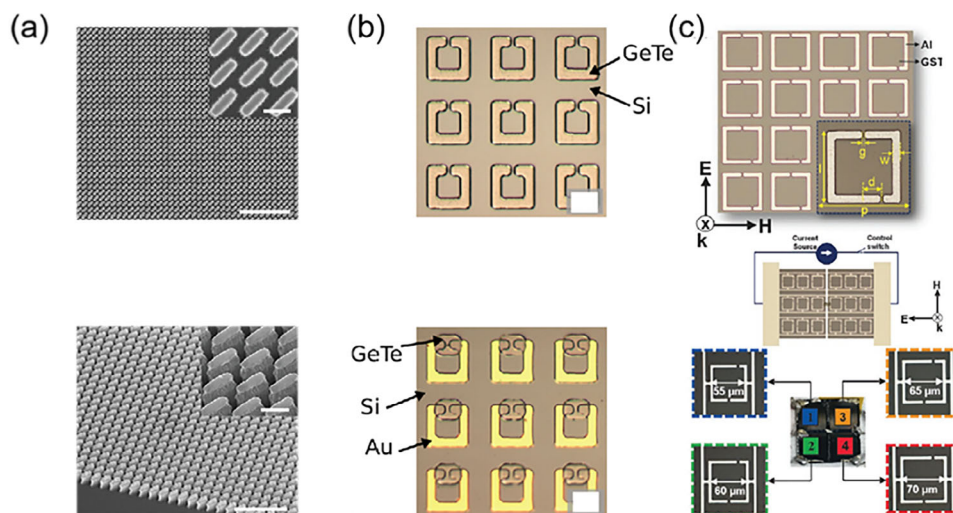 (a)
(b)
GeTe
Si
GeTe
Si
Au
(c)
Al
GST
g
w
l
d
p
E
H
k
x
Current
Source
Control
switch
H
E
k
x
55 μm
1
3
65 μm
2
4
60 μm
70 μm